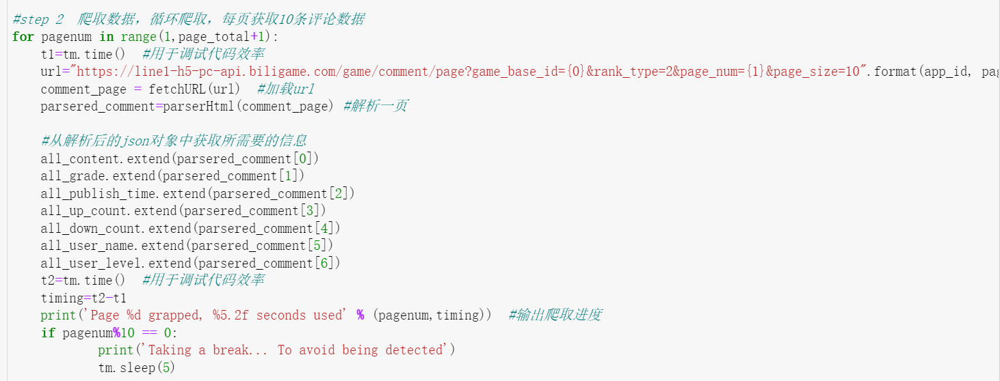 #step 2  爬取数据，循环爬取，每页获取10条评论数据
for pagenum in range(1,page_total+1):
    t1=tm.time()  #用于调试代码效率
    url="https://line1-h5-pc-api.biligame.com/game/comment/page?game_base_id={0}&rank_type=2&page_num={1}&page_size=10".format(app_id, pag
    comment_page = fetchURL(url)  #加载url
    parsered_comment=parserHtml(comment_page) #解析一页
    #从解析后的json对象中获取所需要的信息
    all_content.extend(parsered_comment[0])
    all_grade.extend(parsered_comment[1])
    all_publish_time.extend(parsered_comment[2])
    all_up_count.extend(parsered_comment[3])
    all_down_count.extend(parsered_comment[4])
    all_user_name.extend(parsered_comment[5])
    all_user_level.extend(parsered_comment[6])
    t2=tm.time()  #用于调试代码效率
    timing=t2-t1
    print('Page %d grapped, %5.2f seconds used' % (pagenum,timing))  #输出爬取进度
    if pagenum%10 == 0:
            print('Taking a break... To avoid being detected')
            tm.sleep(5)